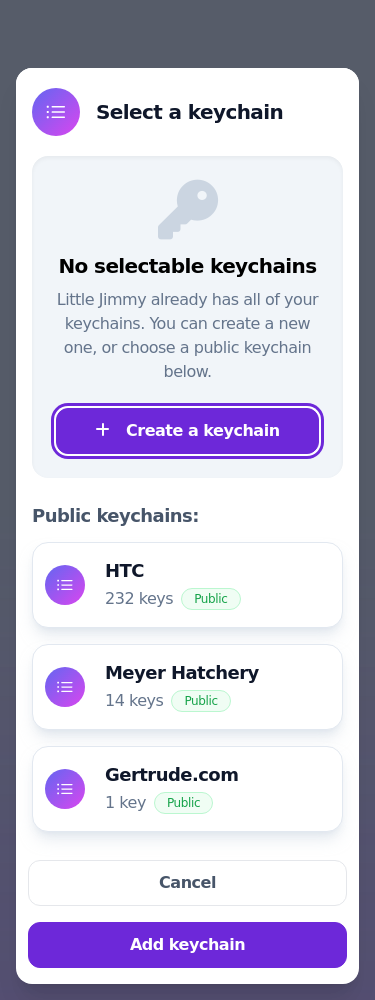 Select a keychain
No selectable keychains
Little Jimmy already has all of your
keychains. You can create a new
one, or choose a public keychain
below.
Create a keychain
Public keychains:
HTC
232 keys Public
Meyer Hatchery
14 keys Public
Gertrude.com
1 key Public
Cancel
Add keychain